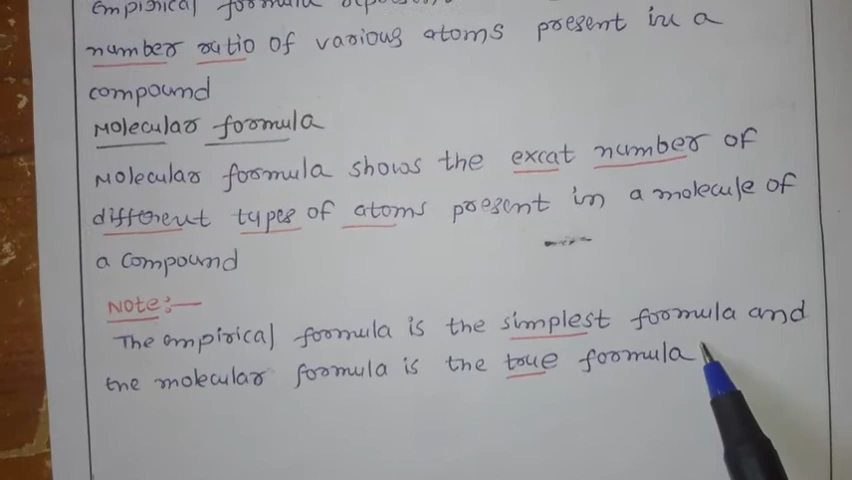 empirical formula
number ratio of various atoms present in a
compound
Molecular formula
Molecular formula shows the excat number of
different types of atoms present in a molecule of
a compound
Note:—
The empirical formula is the simplest formula and
the molecular formula is the true formula